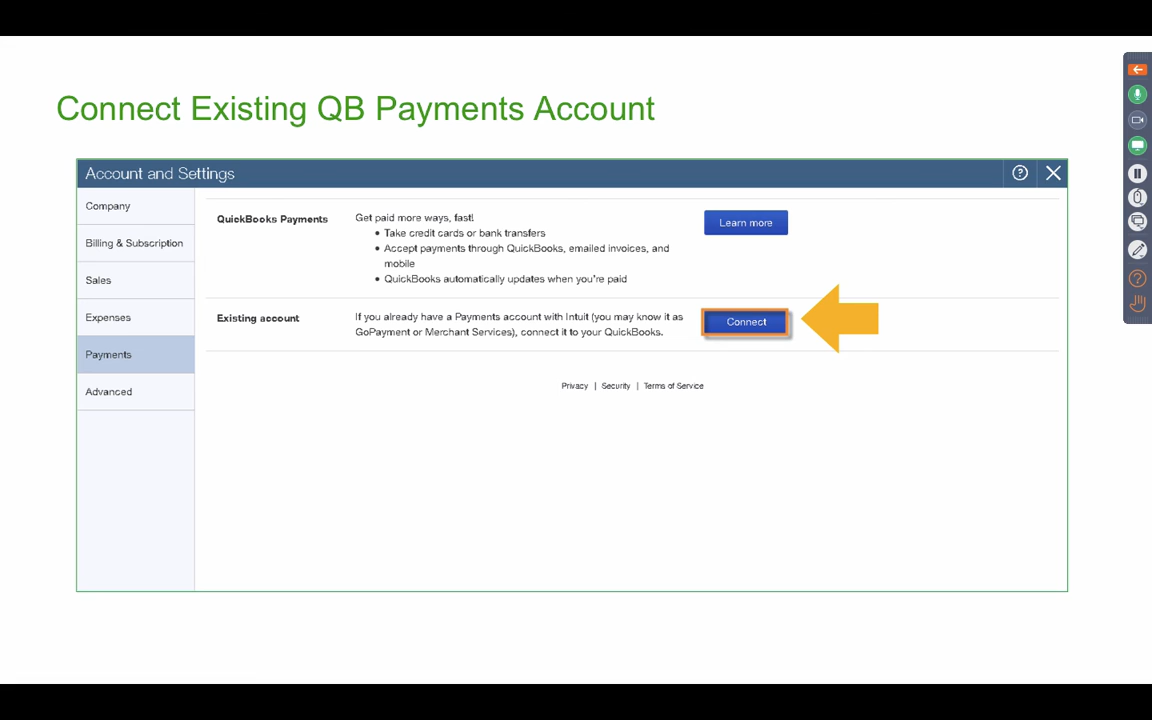 Connect Existing QB Payments Account
Account and Settings
Company
Billing & Subscription
Sales
Expenses
Payments
Advanced
QuickBooks Payments
Get paid more ways, fast!
• Take credit cards or bank transfers
• Accept payments through QuickBooks, emailed invoices, and
mobile
• QuickBooks automatically updates when you're paid
Learn more
Existing account
If you already have a Payments account with Intuit (you may know it as
GoPayment or Merchant Services), connect it to your QuickBooks.
Connect
Privacy | Security | Terms of Service